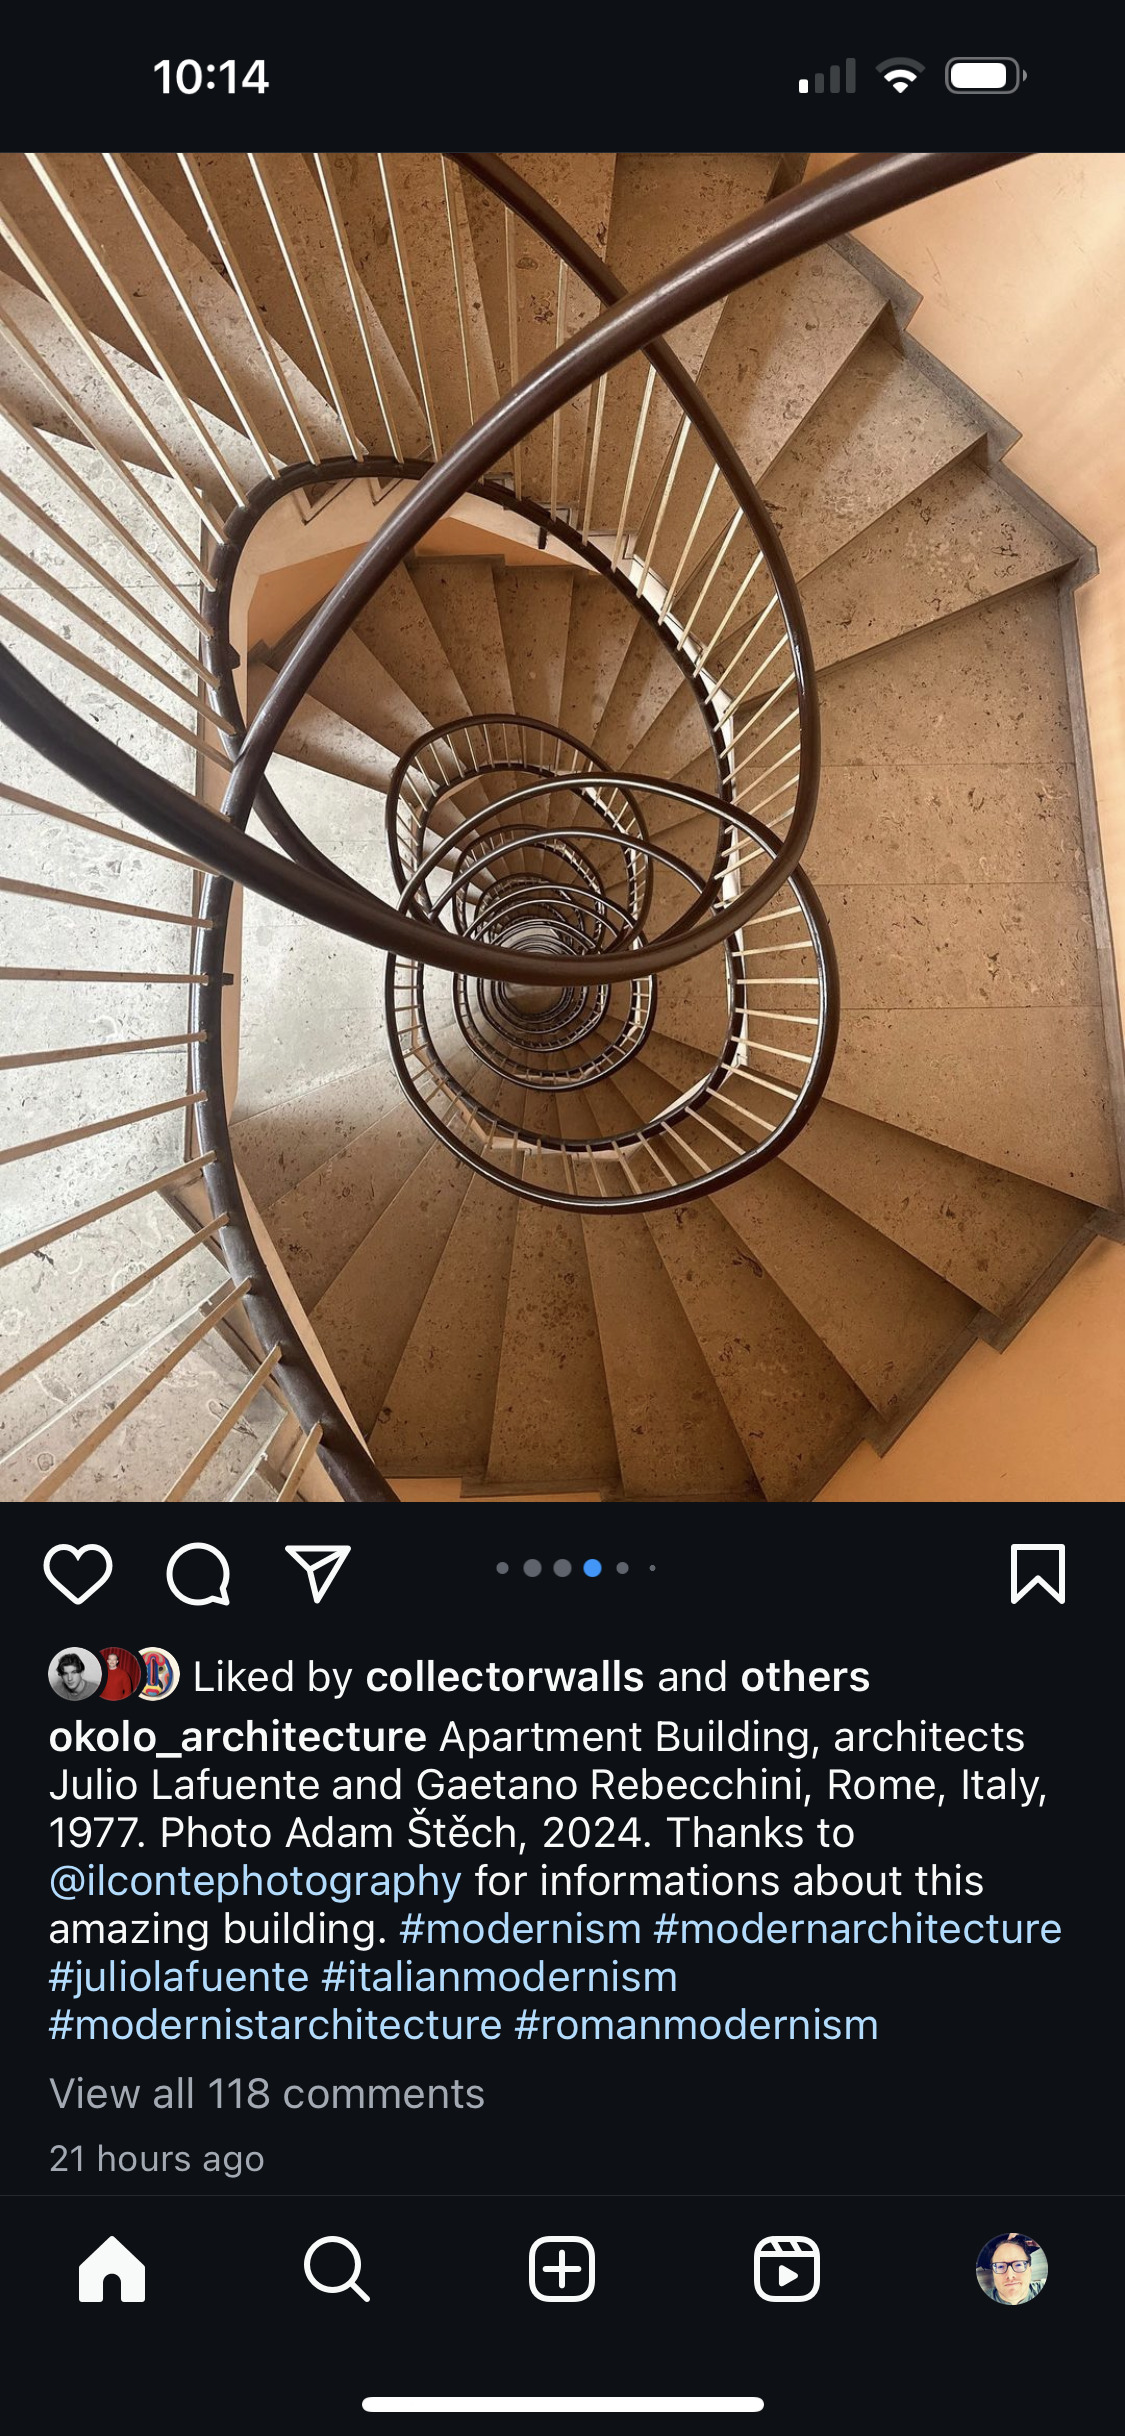 10:14
Liked by collectorwalls and others
okolo_architecture Apartment Building, architects
Julio Lafuente and Gaetano Rebecchini, Rome, Italy,
1977. Photo Adam Štěch, 2024. Thanks to
@ilcontephotography for informations about this
amazing building. #modernism #modernarchitecture
#juliolafuente #italianmodernism
#modernistarchitecture #romanmodernism
View all 118 comments
21 hours ago